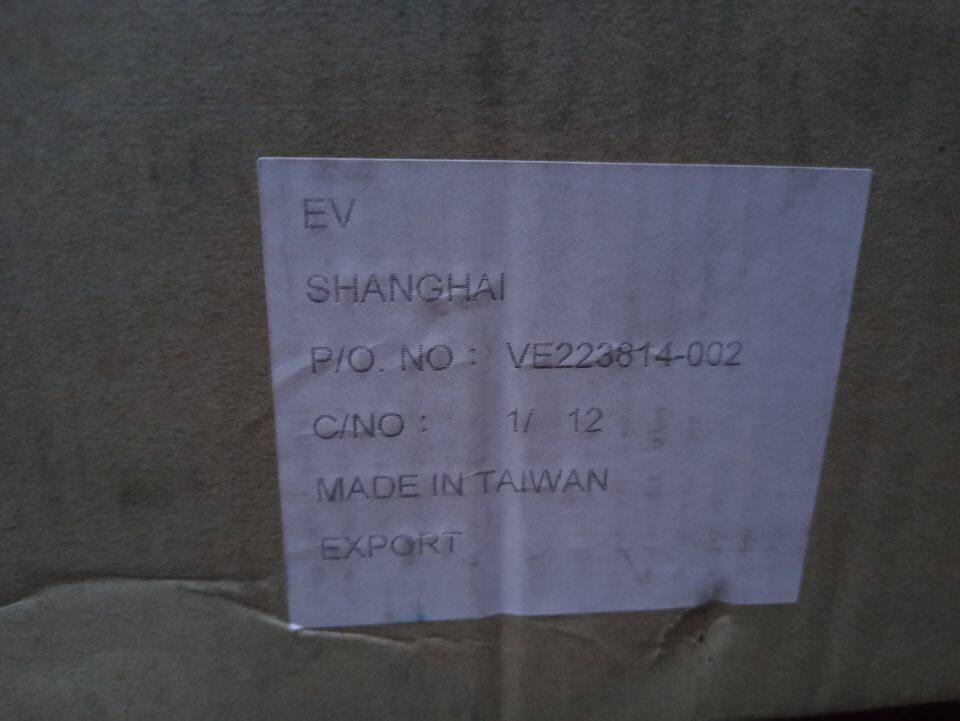 EV
SHANGHAI
P/O. NO : VE223814-002
C/NO : 1/ 12
MADE IN TAIWAN
EXPORT